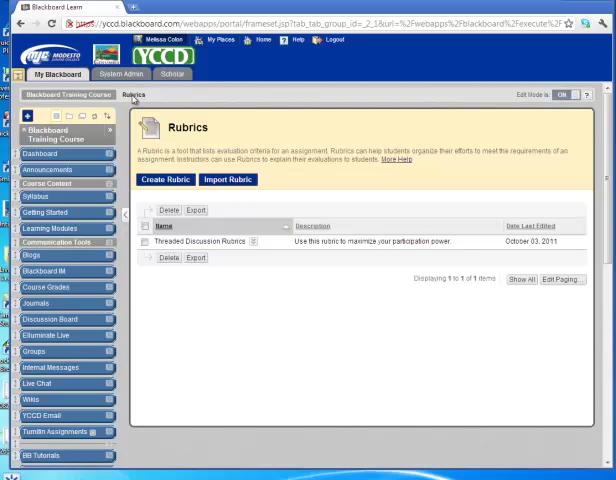 Blackboard Learn
https://yccd.blackboard.com/webapps/portal/frameset.jsp?tab_tab_group_id=_2_1&url=%2Fwebapps%2Fblackboard%2Fexecute%2F
Melissa Colon My Places Home Help Logout
mjc MODESTO JUNIOR COLLEGE
YCCD
My Blackboard System Admin Scholar
Blackboard Training Course Rubrics Edit Mode is: ON ?
Blackboard Training Course
Dashboard
Announcements
Course Content
Syllabus
Getting Started
Learning Modules
Communication Tools
Blogs
Blackboard IM
Course Grades
Journals
Discussion Board
Elluminate Live
Groups
Internal Messages
Live Chat
Wikis
YCCD Email
Turnitin Assignments
BB Tutorials
Rubrics
A Rubric is a tool that lists evaluation criteria for an assignment. Rubrics can help students organize their efforts to meet the requirements of an
assignment. Instructors can use Rubrics to explain their evaluations to students. More Help
Create Rubric Import Rubric
Delete Export
Name Description Date Last Edited
Threaded Discussion Rubrics Use this rubric to maximize your participation power. October 03, 2011
Delete Export
Displaying 1 to 1 of 1 items Show All Edit Paging...